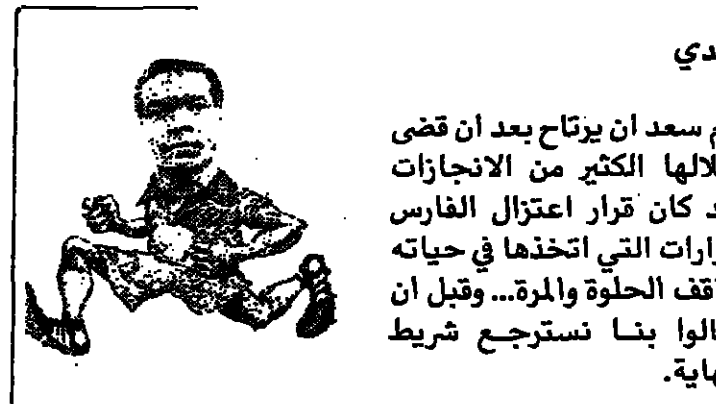 دي
م سعد ان يرتاح بعد ان قضى
لالها الكثير من الانجازات
د كان قرار اعتزال الفارس
رارات التي اتخذها في حياته
اقف الحلوة والمرة... وقبل ان
عالوا بنا نسترجع شريط
هاية.